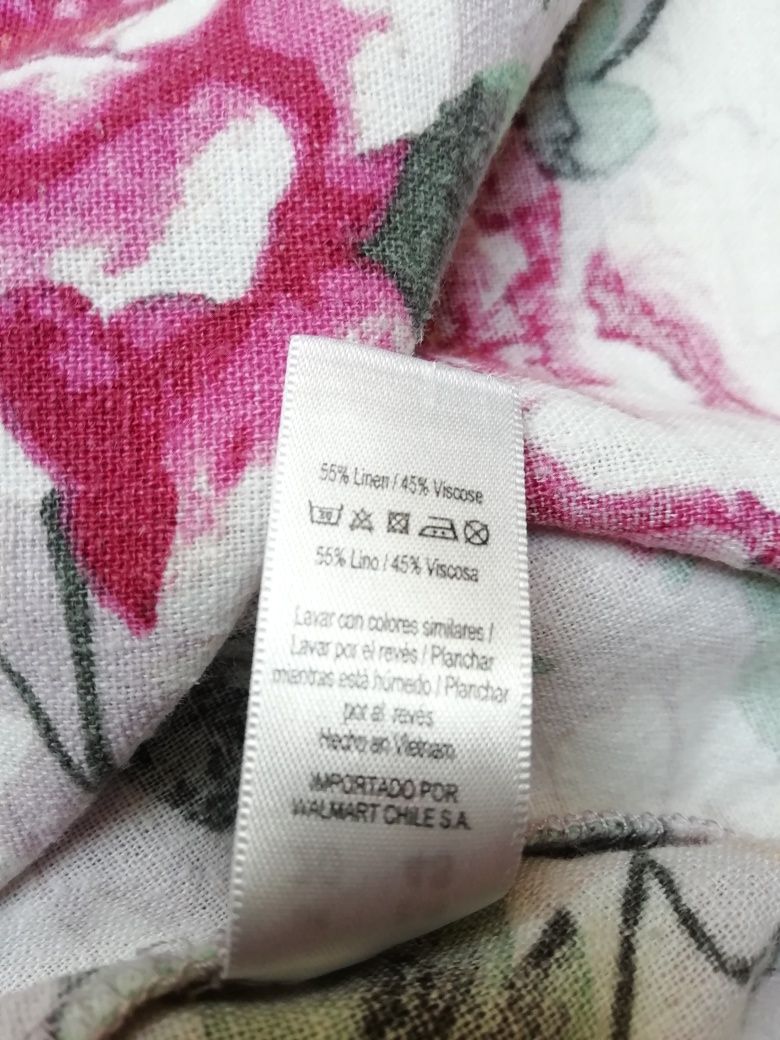 55% Linen / 45% Viscose
30
55% Lino / 45% Viscosa
Lavar con colores similares /
Lavar por el revés / Planchar
mientras está húmedo / Planchar
por el revés
Hecho en Vietnam
IMPORTADO POR
WALMART CHILE S.A.